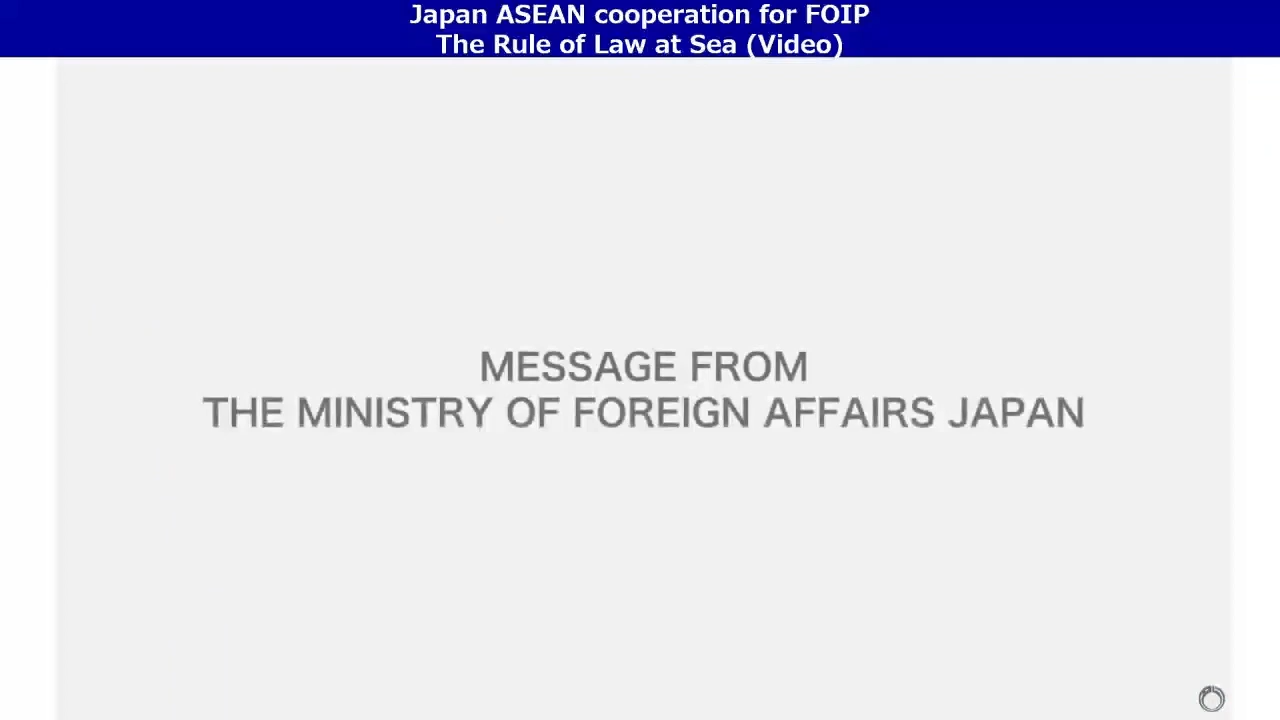 Japan ASEAN cooperation for FOIP
The Rule of Law at Sea (Video)
MESSAGE FROM
THE MINISTRY OF FOREIGN AFFAIRS JAPAN